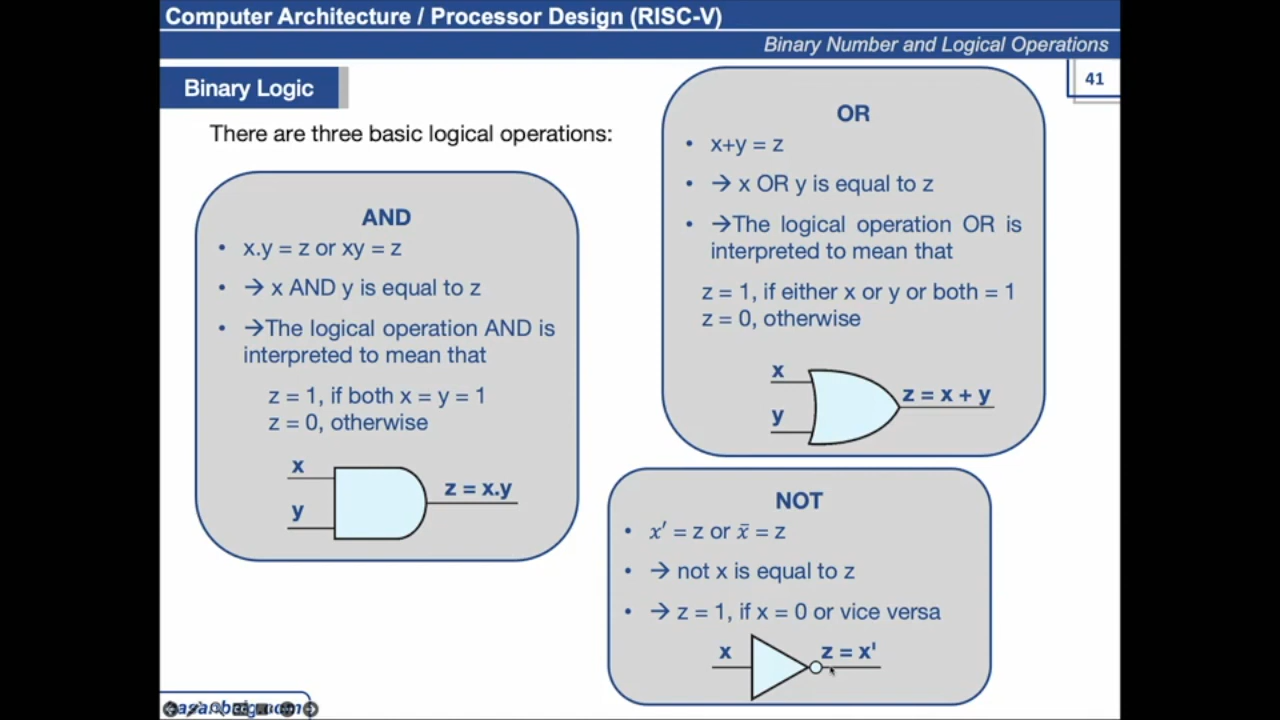 Computer Architecture / Processor Design (RISC-V)
Binary Number and Logical Operations
41
Binary Logic
There are three basic logical operations:
AND
• x.y = z or xy = z
• → x AND y is equal to z
• →The logical operation AND is
interpreted to mean that
z = 1, if both x = y = 1
z = 0, otherwise
x
y
z = x.y
OR
• x+y = z
• → x OR y is equal to z
• →The logical operation OR is
interpreted to mean that
z = 1, if either x or y or both = 1
z = 0, otherwise
x
y
z = x + y
NOT
• x′ = z or x̄ = z
• → not x is equal to z
• → z = 1, if x = 0 or vice versa
x
z = x'